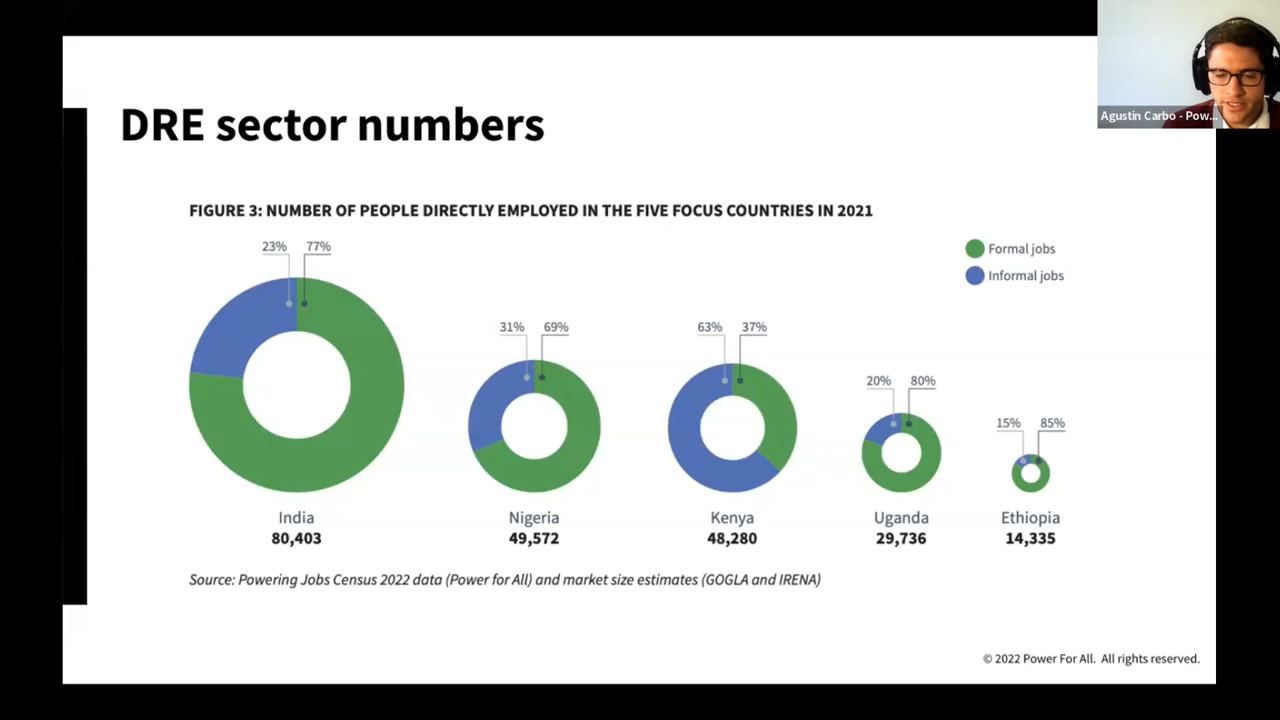 Agustin Carbo - Pow...
DRE sector numbers
FIGURE 3: NUMBER OF PEOPLE DIRECTLY EMPLOYED IN THE FIVE FOCUS COUNTRIES IN 2021
Formal jobs
Informal jobs
23% 77%
31% 69%
63% 37%
20% 80%
15% 85%
India
80,403
Nigeria
49,572
Kenya
48,280
Uganda
29,736
Ethiopia
14,335
Source: Powering Jobs Census 2022 data (Power for All) and market size estimates (GOGLA and IRENA)
© 2022 Power For All. All rights reserved.